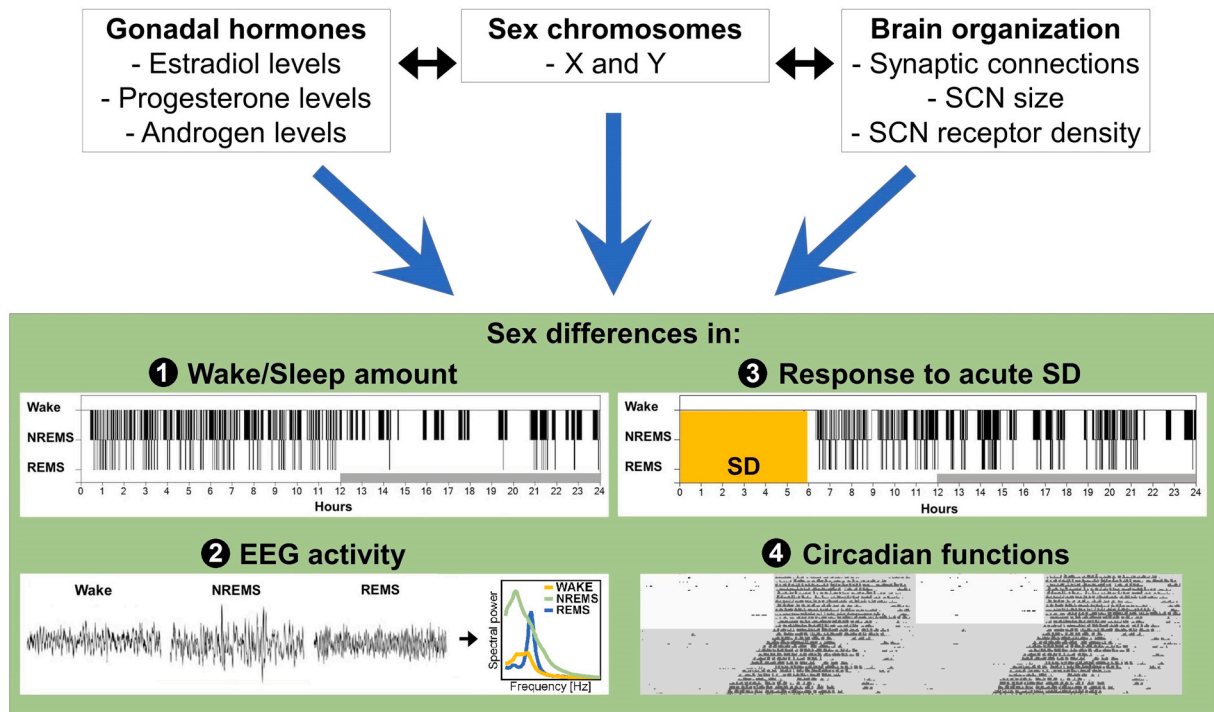 Gonadal hormones
- Estradiol levels
- Progesterone levels
- Androgen levels
Sex chromosomes
- X and Y
Brain organization
- Synaptic connections
- SCN size
- SCN receptor density
Sex differences in:
1 Wake/Sleep amount
Wake
NREMS
REMS
1 2 3 4 5 6 7 8 9 10 11 12 13 14 15 16 17 18 19 20 21 22 23 24
Hours
3 Response to acute SD
Wake
NREMS
REMS
SD
0 1 2 3 4 5 6 7 8 9 10 11 12 13 14 15 16 17 18 19 20 21 22 23 24
Hours
2 EEG activity
Wake NREMS REMS
Spectral power
WAKE
NREMS
REMS
Frequency [Hz]
4 Circadian functions